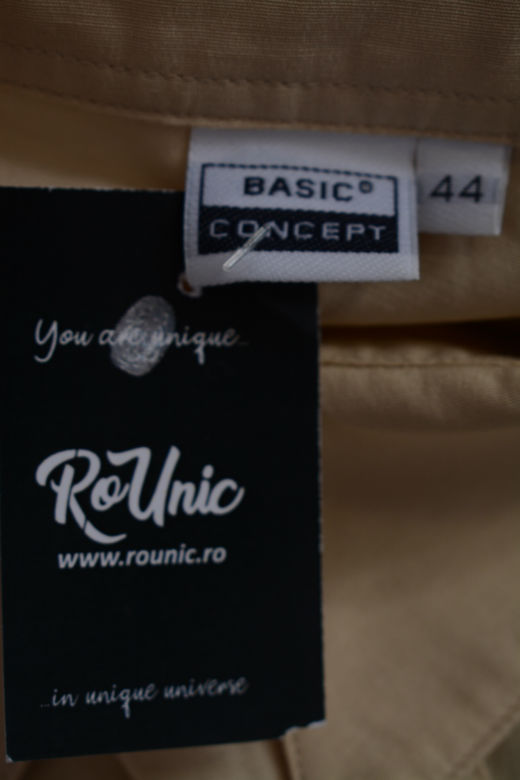 BASIC®
CONCEPT
44
You are unique...
RoUnic
www.rounic.ro
...in unique universe